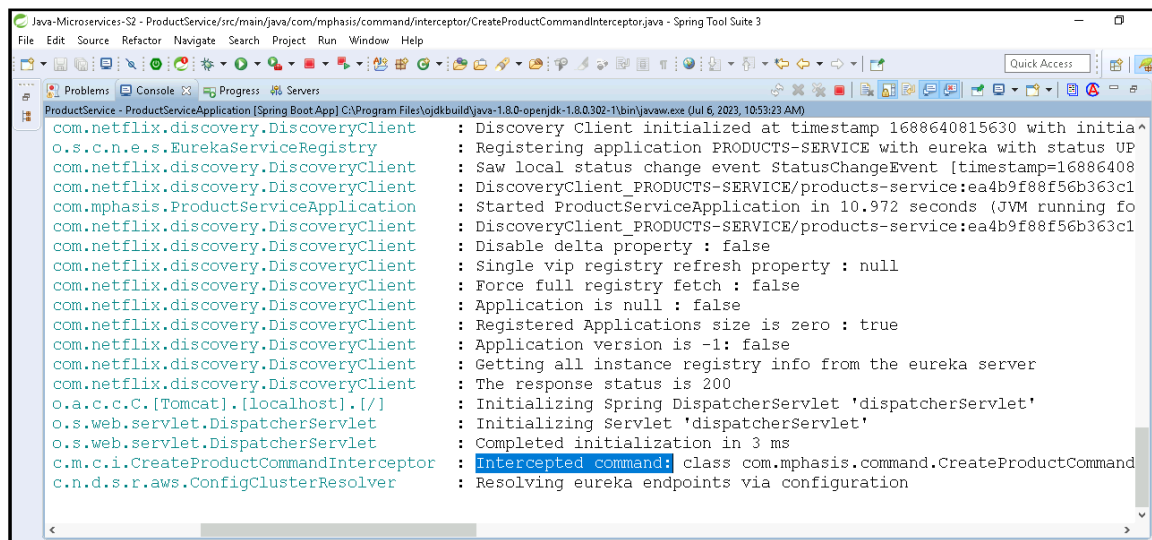 Java-Microservices-S2 - ProductService/src/main/java/com/mphasis/command/interceptor/CreateProductCommandInterceptor.java - Spring Tool Suite 3
File Edit Source Refactor Navigate Search Project Run Window Help
Quick Access
Problems Console Progress Servers
ProductService - ProductServiceApplication [Spring Boot App] C:\Program Files\ojdkbuild\java-1.8.0-openjdk-1.8.0.302-1\bin\javaw.exe (Jul 6, 2023, 10:53:23 AM)
com.netflix.discovery.DiscoveryClient : Discovery Client initialized at timestamp 1688640815630 with initia
o.s.c.n.e.s.EurekaServiceRegistry : Registering application PRODUCTS-SERVICE with eureka with status UP
com.netflix.discovery.DiscoveryClient : Saw local status change event StatusChangeEvent [timestamp=16886408
com.netflix.discovery.DiscoveryClient : DiscoveryClient_PRODUCTS-SERVICE/products-service:ea4b9f88f56b363c1
com.mphasis.ProductServiceApplication : Started ProductServiceApplication in 10.972 seconds (JVM running fo
com.netflix.discovery.DiscoveryClient : DiscoveryClient_PRODUCTS-SERVICE/products-service:ea4b9f88f56b363c1
com.netflix.discovery.DiscoveryClient : Disable delta property : false
com.netflix.discovery.DiscoveryClient : Single vip registry refresh property : null
com.netflix.discovery.DiscoveryClient : Force full registry fetch : false
com.netflix.discovery.DiscoveryClient : Application is null : false
com.netflix.discovery.DiscoveryClient : Registered Applications size is zero : true
com.netflix.discovery.DiscoveryClient : Application version is -1: false
com.netflix.discovery.DiscoveryClient : Getting all instance registry info from the eureka server
com.netflix.discovery.DiscoveryClient : The response status is 200
o.a.c.c.C.[Tomcat].[localhost].[/] : Initializing Spring DispatcherServlet 'dispatcherServlet'
o.s.web.servlet.DispatcherServlet : Initializing Servlet 'dispatcherServlet'
o.s.web.servlet.DispatcherServlet : Completed initialization in 3 ms
c.m.c.i.CreateProductCommandInterceptor : Intercepted command: class com.mphasis.command.CreateProductCommand
c.n.d.s.r.aws.ConfigClusterResolver : Resolving eureka endpoints via configuration